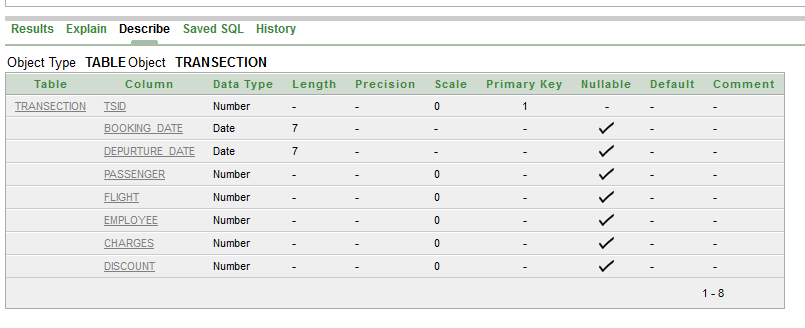 Results Explain Describe Saved SQL History
Object Type TABLE Object TRANSECTION
Table Column Data Type Length Precision Scale Primary Key Nullable Default Comment
TRANSECTION TSID Number - - 0 1 - - -
BOOKING_DATE Date 7 - - - ✓ - -
DEPURTURE_DATE Date 7 - - - ✓ - -
PASSENGER Number - - 0 - ✓ - -
FLIGHT Number - - 0 - ✓ - -
EMPLOYEE Number - - 0 - ✓ - -
CHARGES Number - - 0 - ✓ - -
DISCOUNT Number - - 0 - ✓ - -
1 - 8